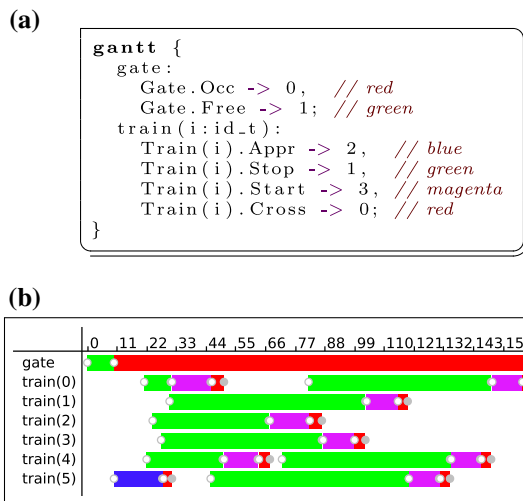 (a)
gantt {
gate:
Gate.Occ -> 0, // red
Gate.Free -> 1; // green
train(i:id_t):
Train(i).Appr -> 2, // blue
Train(i).Stop -> 1, // green
Train(i).Start -> 3, // magenta
Train(i).Cross -> 0; // red
}
(b)
,0 ,11 ,22 ,33 ,44 ,55 ,66 ,77 ,88 ,99 ,110 ,121 ,132 ,143 ,15
gate
train(0)
train(1)
train(2)
train(3)
train(4)
train(5)